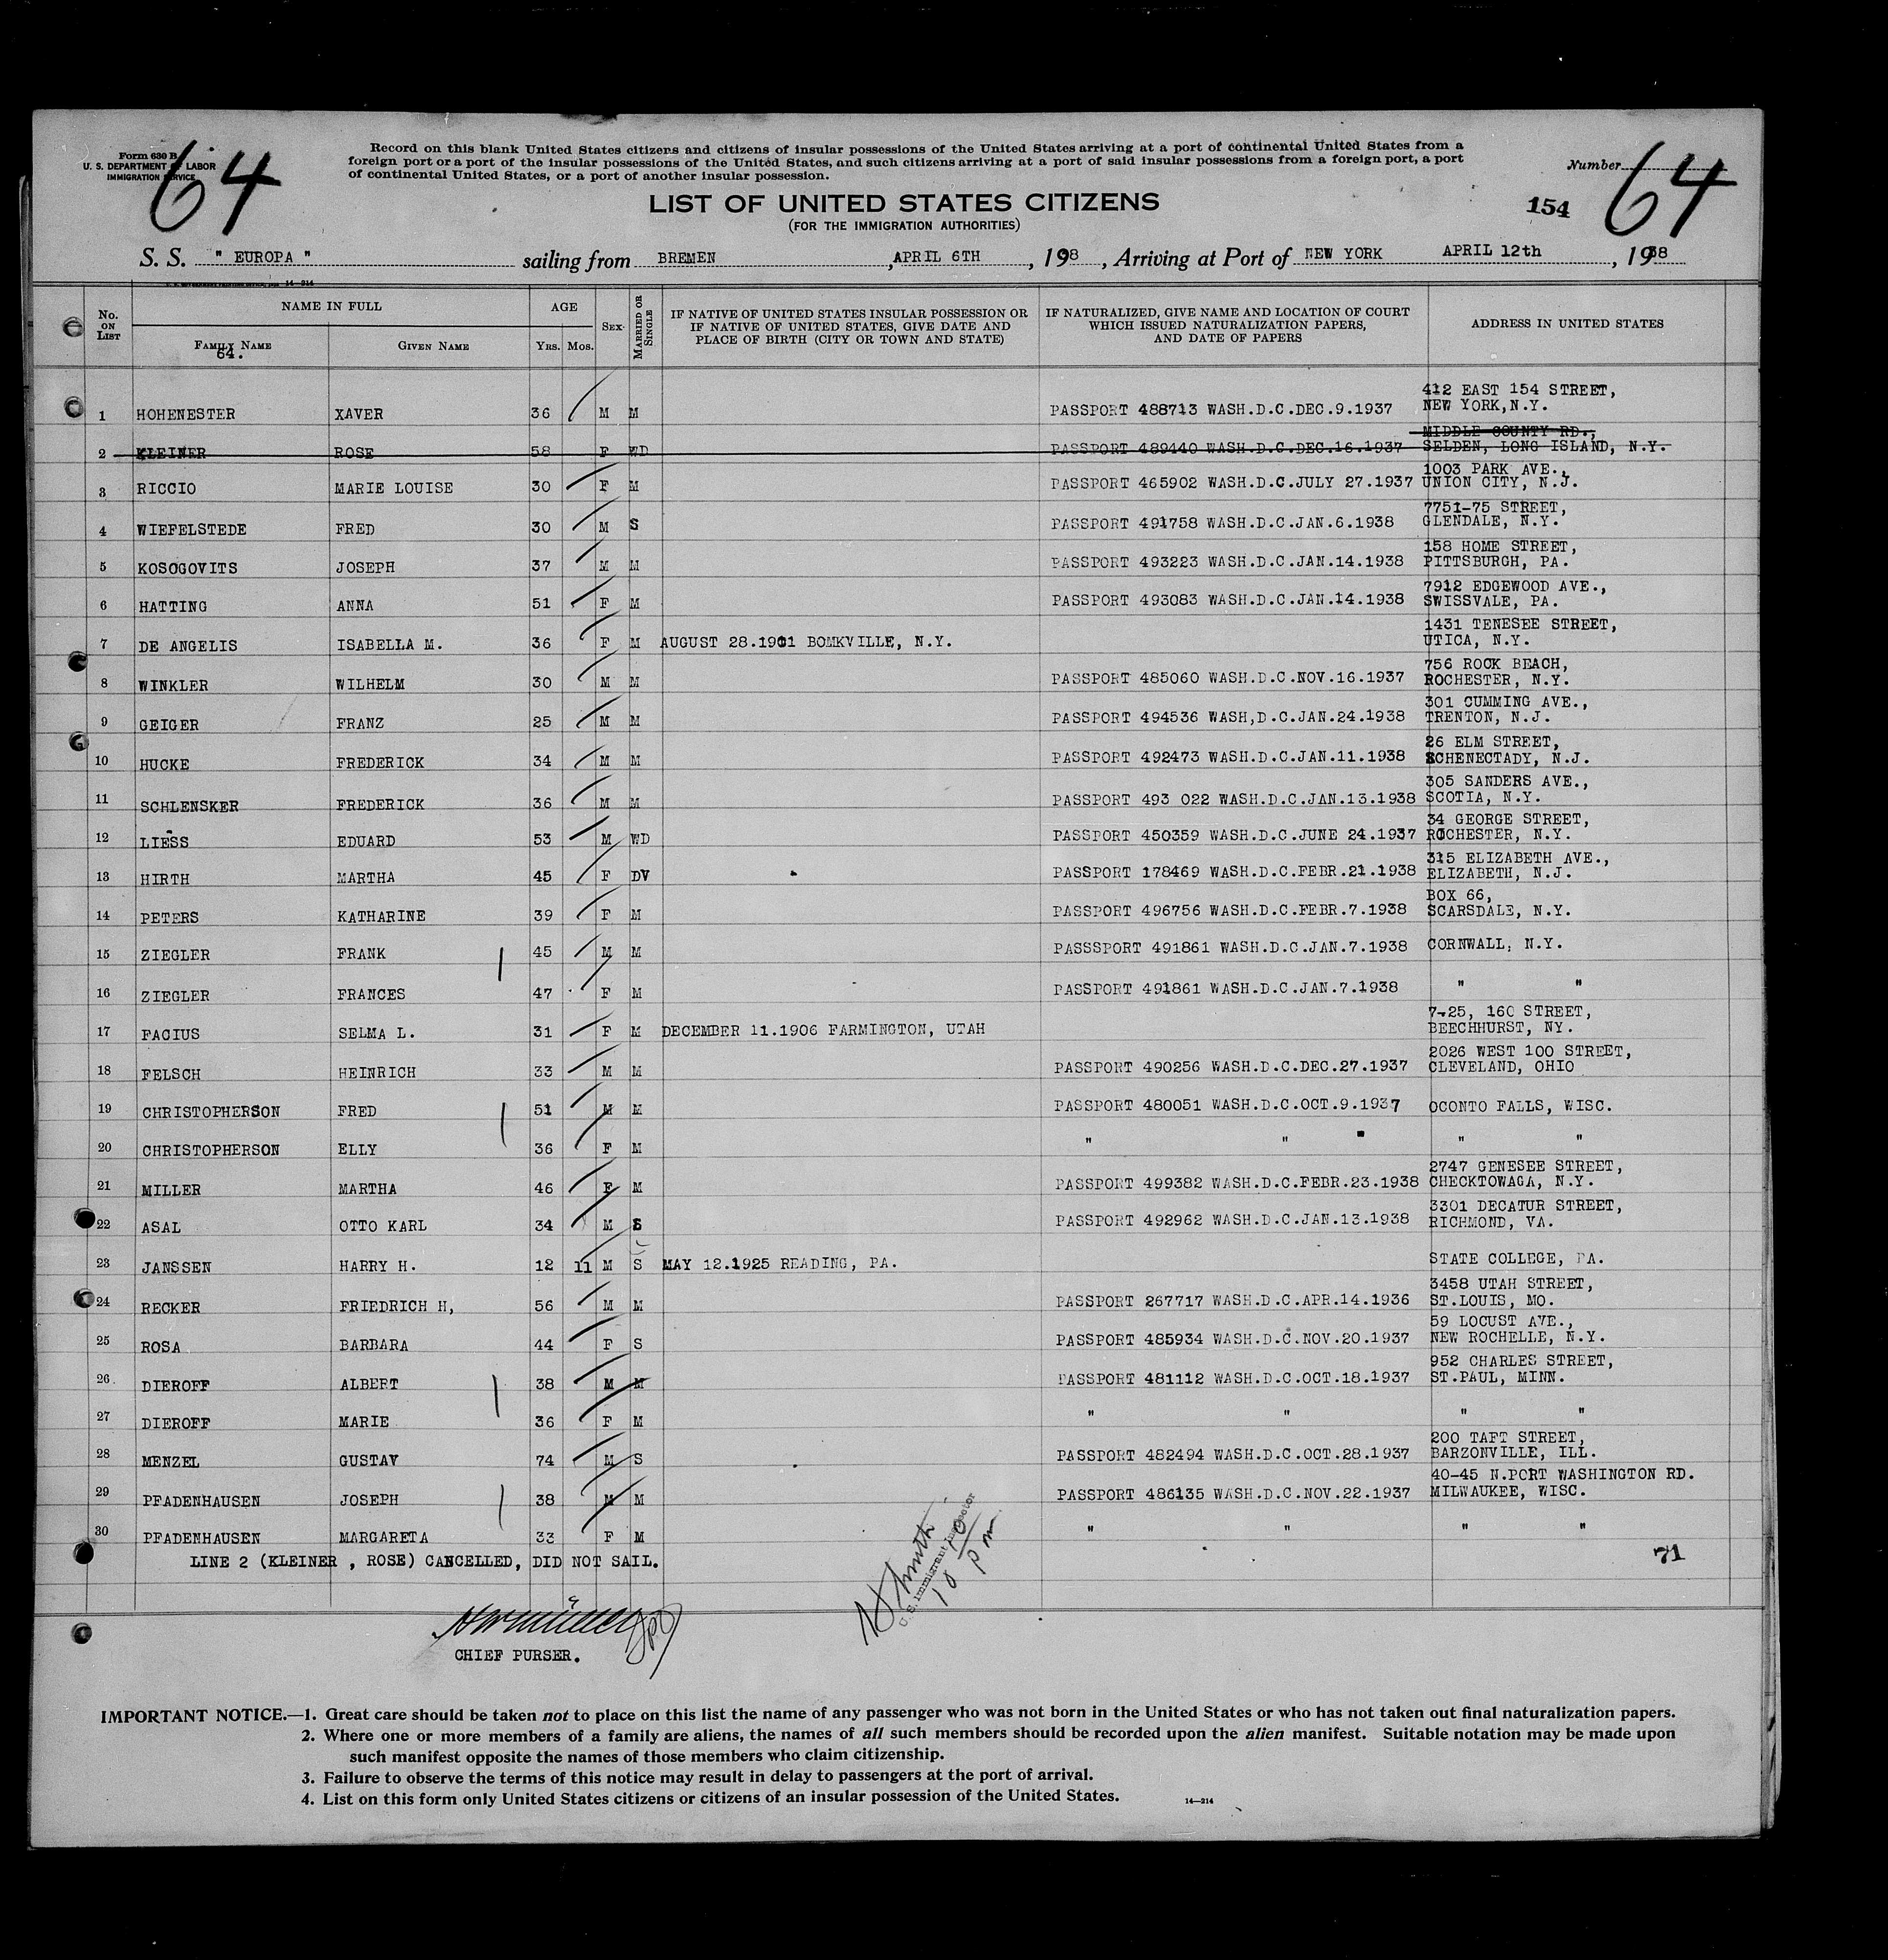 Form 630 B
U. S. DEPARTMENT OF LABOR
IMMIGRATION SERVICE
64
Record on this blank United States citizens and citizens of insular possessions of the United States arriving at a port of continental United States from a
foreign port or a port of the insular possessions of the United States, and such citizens arriving at a port of said insular possessions from a foreign port, a port
of continental United States, or a port of another insular possession.
Number 64
LIST OF UNITED STATES CITIZENS
(FOR THE IMMIGRATION AUTHORITIES)
154
S. S. " EUROPA " sailing from BREMEN , APRIL 6TH , 198 , Arriving at Port of NEW YORK APRIL 12th , 1938
14—214
No. ON LIST
NAME IN FULL
FAMILY NAME
64.
GIVEN NAME
AGE
YRS. MOS.
SEX
MARRIED OR SINGLE
IF NATIVE OF UNITED STATES INSULAR POSSESSION OR
IF NATIVE OF UNITED STATES, GIVE DATE AND
PLACE OF BIRTH (CITY OR TOWN AND STATE)
IF NATURALIZED, GIVE NAME AND LOCATION OF COURT
WHICH ISSUED NATURALIZATION PAPERS,
AND DATE OF PAPERS
ADDRESS IN UNITED STATES
412 EAST 154 STREET,
1 HOHENESTER XAVER 36 M M PASSPORT 488713 WASH.D.C.DEC.9.1937 NEW YORK,N.Y.
MIDDLE COUNTY RD.,
2 KLEINER ROSE 58 F WD PASSPORT 489440 WASH.D.C.DEC.16.1937 SELDEN, LONG ISLAND, N.Y.
1003 PARK AVE.,
3 RICCIO MARIE LOUISE 30 F M PASSPORT 465902 WASH.D.C.JULY 27.1937 UNION CITY, N.J.
7751-75 STREET,
4 WIEFELSTEDE FRED 30 M S PASSPORT 491758 WASH.D.C.JAN.6.1938 GLENDALE, N.Y.
158 HOME STREET,
5 KOSOGOVITS JOSEPH 37 M M PASSPORT 493223 WASH.D.C.JAN.14.1938 PITTSBURGH, PA.
7912 EDGEWOOD AVE.,
6 HATTING ANNA 51 F M PASSPORT 493083 WASH.D.C.JAN.14.1938 SWISSVALE, PA.
1431 TENESEE STREET,
7 DE ANGELIS ISABELLA M. 36 F M AUGUST 28.1901 BOMKVILLE, N.Y. UTICA, N.Y.
756 ROCK BEACH,
8 WINKLER WILHELM 30 M M PASSPORT 485060 WASH.D.C.NOV.16.1937 ROCHESTER, N.Y.
301 CUMMING AVE.,
9 GEIGER FRANZ 25 M M PASSPORT 494536 WASH,D.C.JAN.24.1938 TRENTON, N.J.
26 ELM STREET,
10 HUCKE FREDERICK 34 M M PASSPORT 492473 WASH.D.C.JAN.11.1938 SCHENECTADY, N.J.
305 SANDERS AVE.,
11 SCHLENSKER FREDERICK 36 M M PASSPORT 493 022 WASH.D.C.JAN.13.1938 SCOTIA, N.Y.
34 GEORGE STREET,
12 LIESS EDUARD 53 M WD PASSPORT 450359 WASH.D.C.JUNE 24.1937 ROCHESTER, N.Y.
315 ELIZABETH AVE.,
13 HIRTH MARTHA 45 F DV PASSPORT 178469 WASH.D.C.FEBR.21.1938 ELIZABETH, N.J.
BOX 66,
14 PETERS KATHARINE 39 F M PASSPORT 496756 WASH.D.C.FEBR.7.1938 SCARSDALE, N.Y.
15 ZIEGLER FRANK 45 M M PASSSPORT 491861 WASH.D.C.JAN.7.1938 CORNWALL, N.Y.
16 ZIEGLER FRANCES 47 F M PASSPORT 491861 WASH.D.C.JAN.7.1938 " "
7-25, 160 STREET,
17 FACIUS SELMA L. 31 F M DECEMBER 11.1906 FARMINGTON, UTAH BEECHHURST, NY.
2026 WEST 100 STREET,
18 FELSCH HEINRICH 33 M M PASSPORT 490256 WASH.D.C.DEC.27.1937 CLEVELAND, OHIO
19 CHRISTOPHERSON FRED 51 M M PASSPORT 480051 WASH.D.C.OCT.9.1937 OCONTO FALLS, WISC.
20 CHRISTOPHERSON ELLY 36 F M " " " " "
2747 GENESEE STREET,
21 MILLER MARTHA 46 F M PASSPORT 499382 WASH.D.C.FEBR.23.1938 CHECKTOWAGA, N.Y.
3301 DECATUR STREET,
22 ASAL OTTO KARL 34 M S PASSPORT 492962 WASH.D.C.JAN.13.1938 RICHMOND, VA.
23 JANSSEN HARRY H. 12 11 M S MAY 12.1925 READING, PA. STATE COLLEGE, PA.
3458 UTAH STREET,
24 RECKER FRIEDRICH H, 56 M M PASSPORT 267717 WASH.D.C.APR.14.1936 ST.LOUIS, MO.
59 LOCUST AVE.,
25 ROSA BARBARA 44 F S PASSPORT 485934 WASH.D.C.NOV.20.1937 NEW ROCHELLE, N.Y.
952 CHARLES STREET,
26 DIEROFF ALBERT 38 M M PASSPORT 481112 WASH.D.C.OCT.18.1937 ST.PAUL, MINN.
27 DIEROFF MARIE 36 F M " " " "
200 TAFT STREET,
28 MENZEL GUSTAV 74 M S PASSPORT 482494 WASH.D.C.OCT.28.1937 BARZONVILLE, ILL.
40-45 N.PORT WASHINGTON RD.
29 PFADENHAUSEN JOSEPH 38 M M PASSPORT 486135 WASH.D.C.NOV.22.1937 MILWAUKEE, WISC.
30 PFADENHAUSEN MARGARETA 33 F M " " " "
LINE 2 (KLEINER , ROSE) CANCELLED, DID NOT SAIL.
71
U. S. Immigrant Inspector
CHIEF PURSER.
IMPORTANT NOTICE.—1. Great care should be taken not to place on this list the name of any passenger who was not born in the United States or who has not taken out final naturalization papers.
2. Where one or more members of a family are aliens, the names of all such members should be recorded upon the alien manifest. Suitable notation may be made upon
such manifest opposite the names of those members who claim citizenship.
3. Failure to observe the terms of this notice may result in delay to passengers at the port of arrival.
4. List on this form only United States citizens or citizens of an insular possession of the United States.
14—214